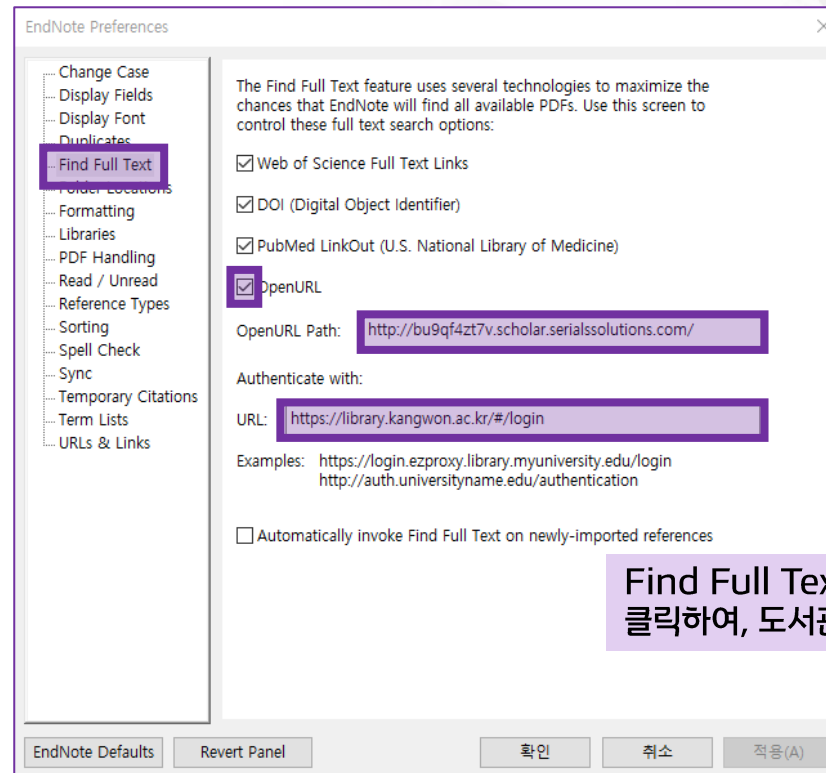 EndNote Preferences
Change Case
Display Fields
Display Font
Duplicates
Find Full Text
Folder Locations
Formatting
Libraries
PDF Handling
Read / Unread
Reference Types
Sorting
Spell Check
Sync
Temporary Citations
Term Lists
URLs & Links
The Find Full Text feature uses several technologies to maximize the
chances that EndNote will find all available PDFs. Use this screen to
control these full text search options:
Web of Science Full Text Links
DOI (Digital Object Identifier)
PubMed LinkOut (U.S. National Library of Medicine)
OpenURL
OpenURL Path: http://bu9qf4zt7v.scholar.serialssolutions.com/
Authenticate with:
URL: https://library.kangwon.ac.kr/#/login
Examples: https://login.ezproxy.library.myuniversity.edu/login
http://auth.universityname.edu/authentication
Automatically invoke Find Full Text on newly-imported references
Find Full
클릭하여,
EndNote Defaults
Revert Panel
확인
취소
적용(A)